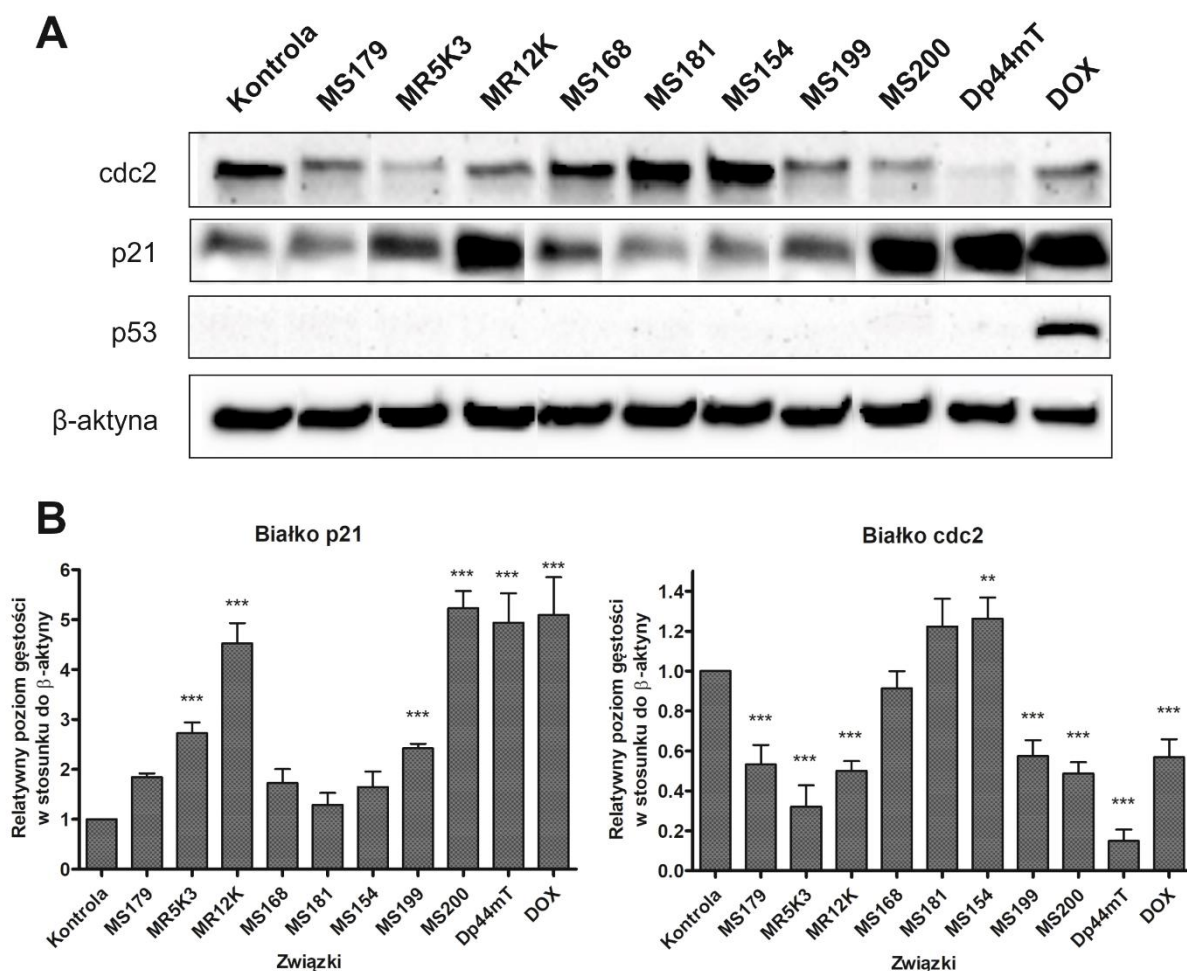 A
Kontrola MS179 MR5K3 MR12K MS168 MS181 MS154 MS199 MS200 Dp44mT DOX
cdc2
p21
p53
β-aktyna
B
Białko p21
Relatywny poziom gęstości
w stosunku do β-aktyny
6
5
4
3
2
1
0
*** *** *** *** *** ***
Kontrola MS179 MR5K3 MR12K MS168 MS181 MS154 MS199 MS200 Dp44mT DOX
Związki
Białko cdc2
Relatywny poziom gęstości
w stosunku do β-aktyny
1.4
1.2
1.0
0.8
0.6
0.4
0.2
0.0
*** *** *** ** *** *** *** ***
Kontrola MS179 MR5K3 MR12K MS168 MS181 MS154 MS199 MS200 Dp44mT DOX
Związki